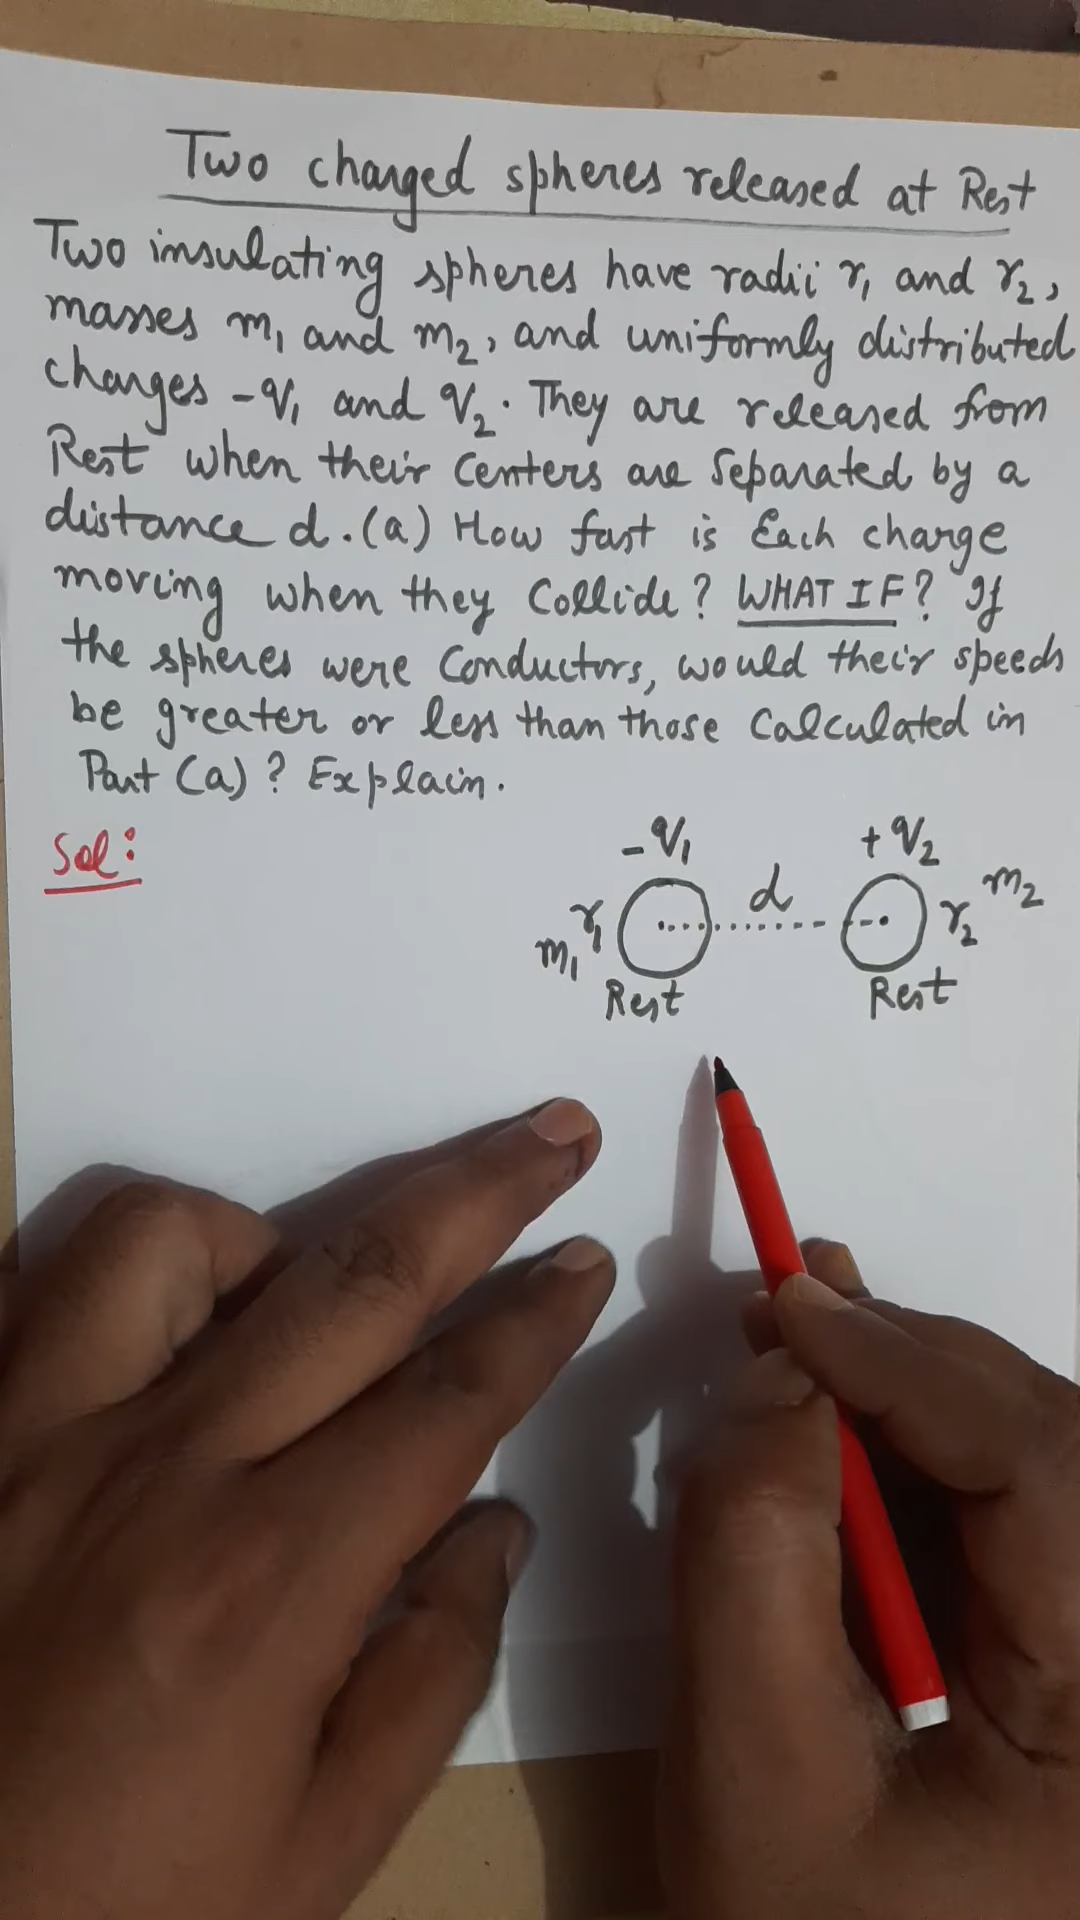 Two charged spheres released at Rest
Two insulating spheres have radii r₁ and r₂,
masses m₁ and m₂, and uniformly distributed
charges -q₁ and q₂. They are released from
Rest when their Centers are Separated by a
distance d. (a) How fast is Each charge
moving when they Collide? WHAT IF? If
the spheres were Conductors, would their speeds
be greater or less than those Calculated in
Part (a)? Explain.
Sol:
-q₁ +q₂
m₁ r₁ d r₂ m₂
Rest Rest